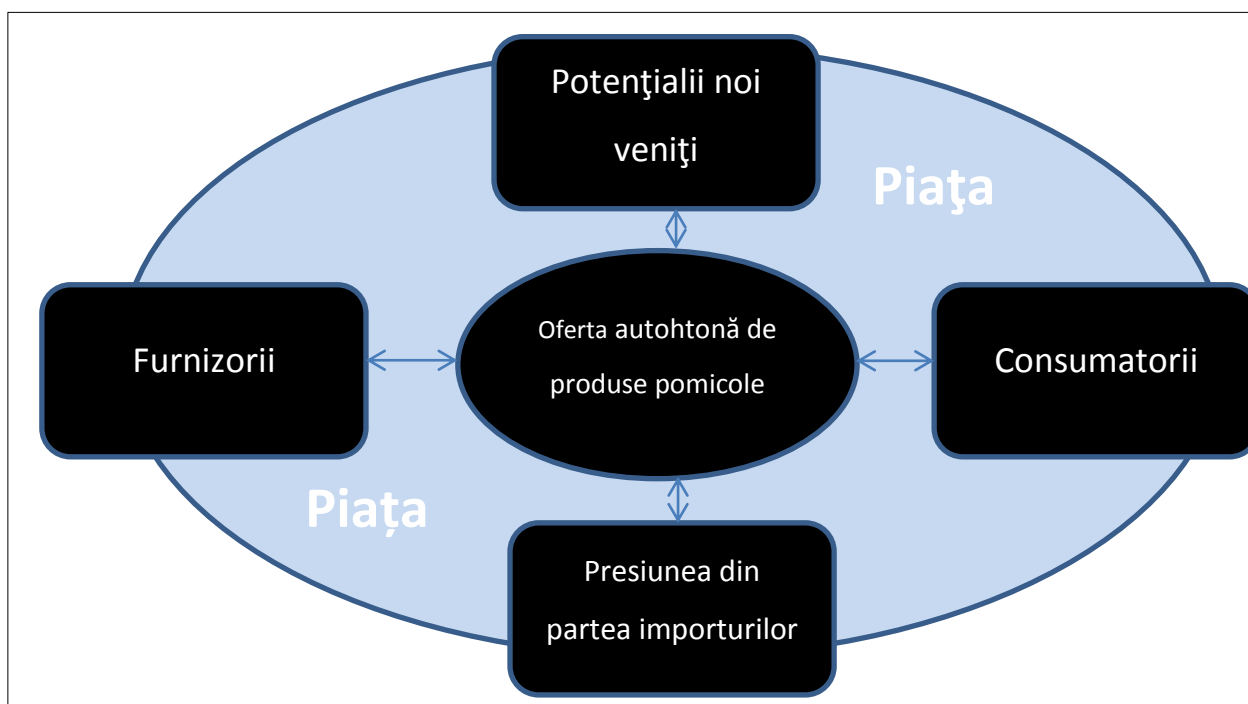 Potenţialii noi
veniţi
Piaţa
Furnizorii
Oferta autohtonă de
produse pomicole
Consumatorii
Piața
Presiunea din
partea importurilor